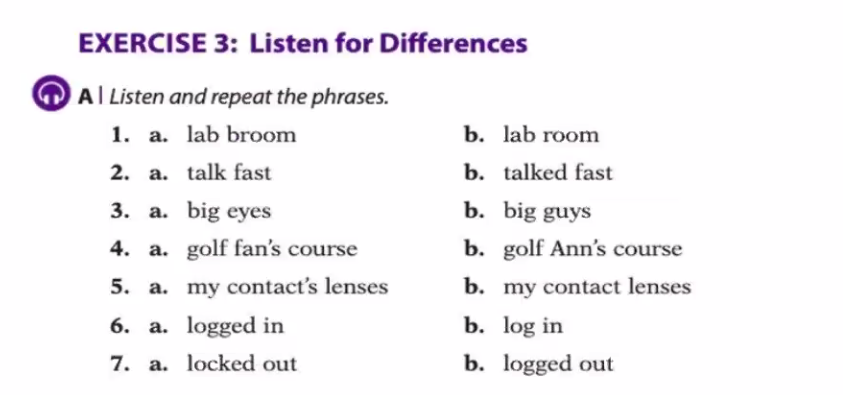 EXERCISE 3: Listen for Differences
A| Listen and repeat the phrases.
1. a. lab broom b. lab room
2. a. talk fast b. talked fast
3. a. big eyes b. big guys
4. a. golf fan's course b. golf Ann's course
5. a. my contact's lenses b. my contact lenses
6. a. logged in b. log in
7. a. locked out b. logged out